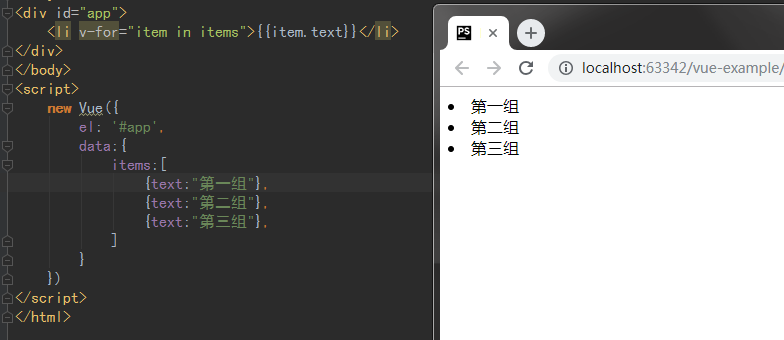 <div id="app">
    <li v-for="item in items">{{item.text}}</li>
</div>
</body>
<script>
    new Vue({
        el: '#app',
        data:{
            items:[
                {text:"第一组"},
                {text:"第二组"},
                {text:"第三组"},
            ]
        }
    })
</script>
</html>
PS
localhost:63342/vue-example/
第一组
第二组
第三组